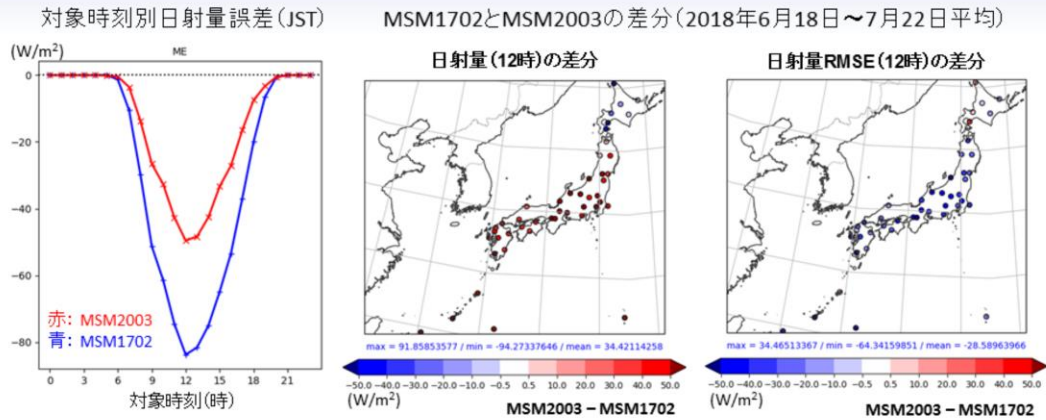 対象時刻別日射量誤差(JST)
MSM1702とMSM2003の差分(2018年6月18日～7月22日平均)
(W/m²)
ME
0
−20
−40
−60
−80
赤: MSM2003
青: MSM1702
0 3 6 9 12 15 18 21
対象時刻(時)
日射量(12時)の差分
max = 91.85853577 / min = -94.27337646 / mean = 34.42114258
−50.0 −40.0 −30.0 −20.0 −10.0 −0.5 0.5 10.0 20.0 30.0 40.0 50.0
(W/m²)
MSM2003 − MSM1702
日射量RMSE(12時)の差分
max = 34.46513367 / min = -64.34159851 / mean = -28.58963966
−50.0 −40.0 −30.0 −20.0 −10.0 −0.5 0.5 10.0 20.0 30.0 40.0 50.0
(W/m²)
MSM2003 − MSM1702